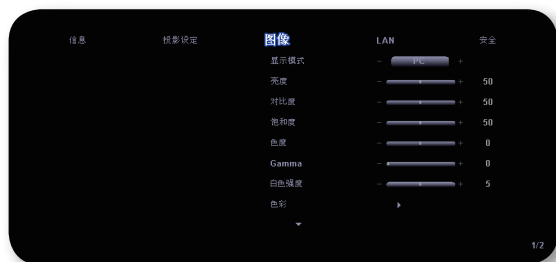 信息 投影设定 图像 LAN 安全
显示模式 - PC +
亮度 - + 50
对比度 - + 50
饱和度 - + 50
色度 - + 0
Gamma - + 0
白色强度 - + 5
色彩
1/2